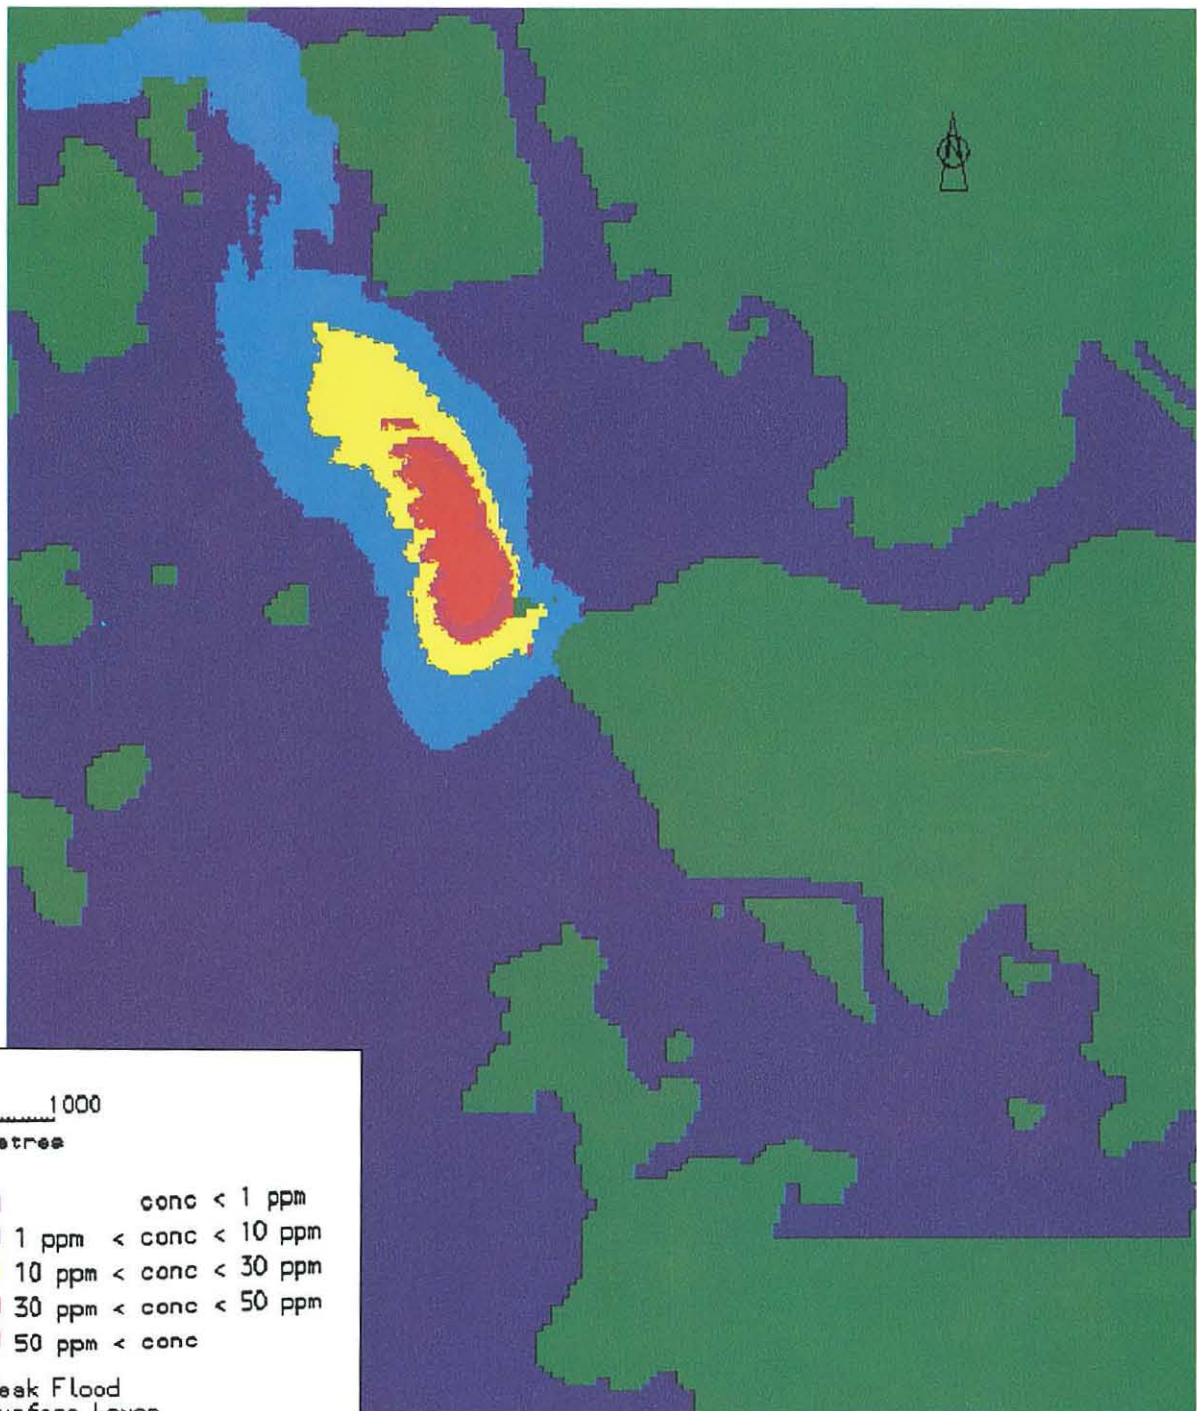 N
1000
conc < 1 ppm
1 ppm < conc < 10 ppm
10 ppm < conc < 30 ppm
30 ppm < conc < 50 ppm
50 ppm < conc
Flood